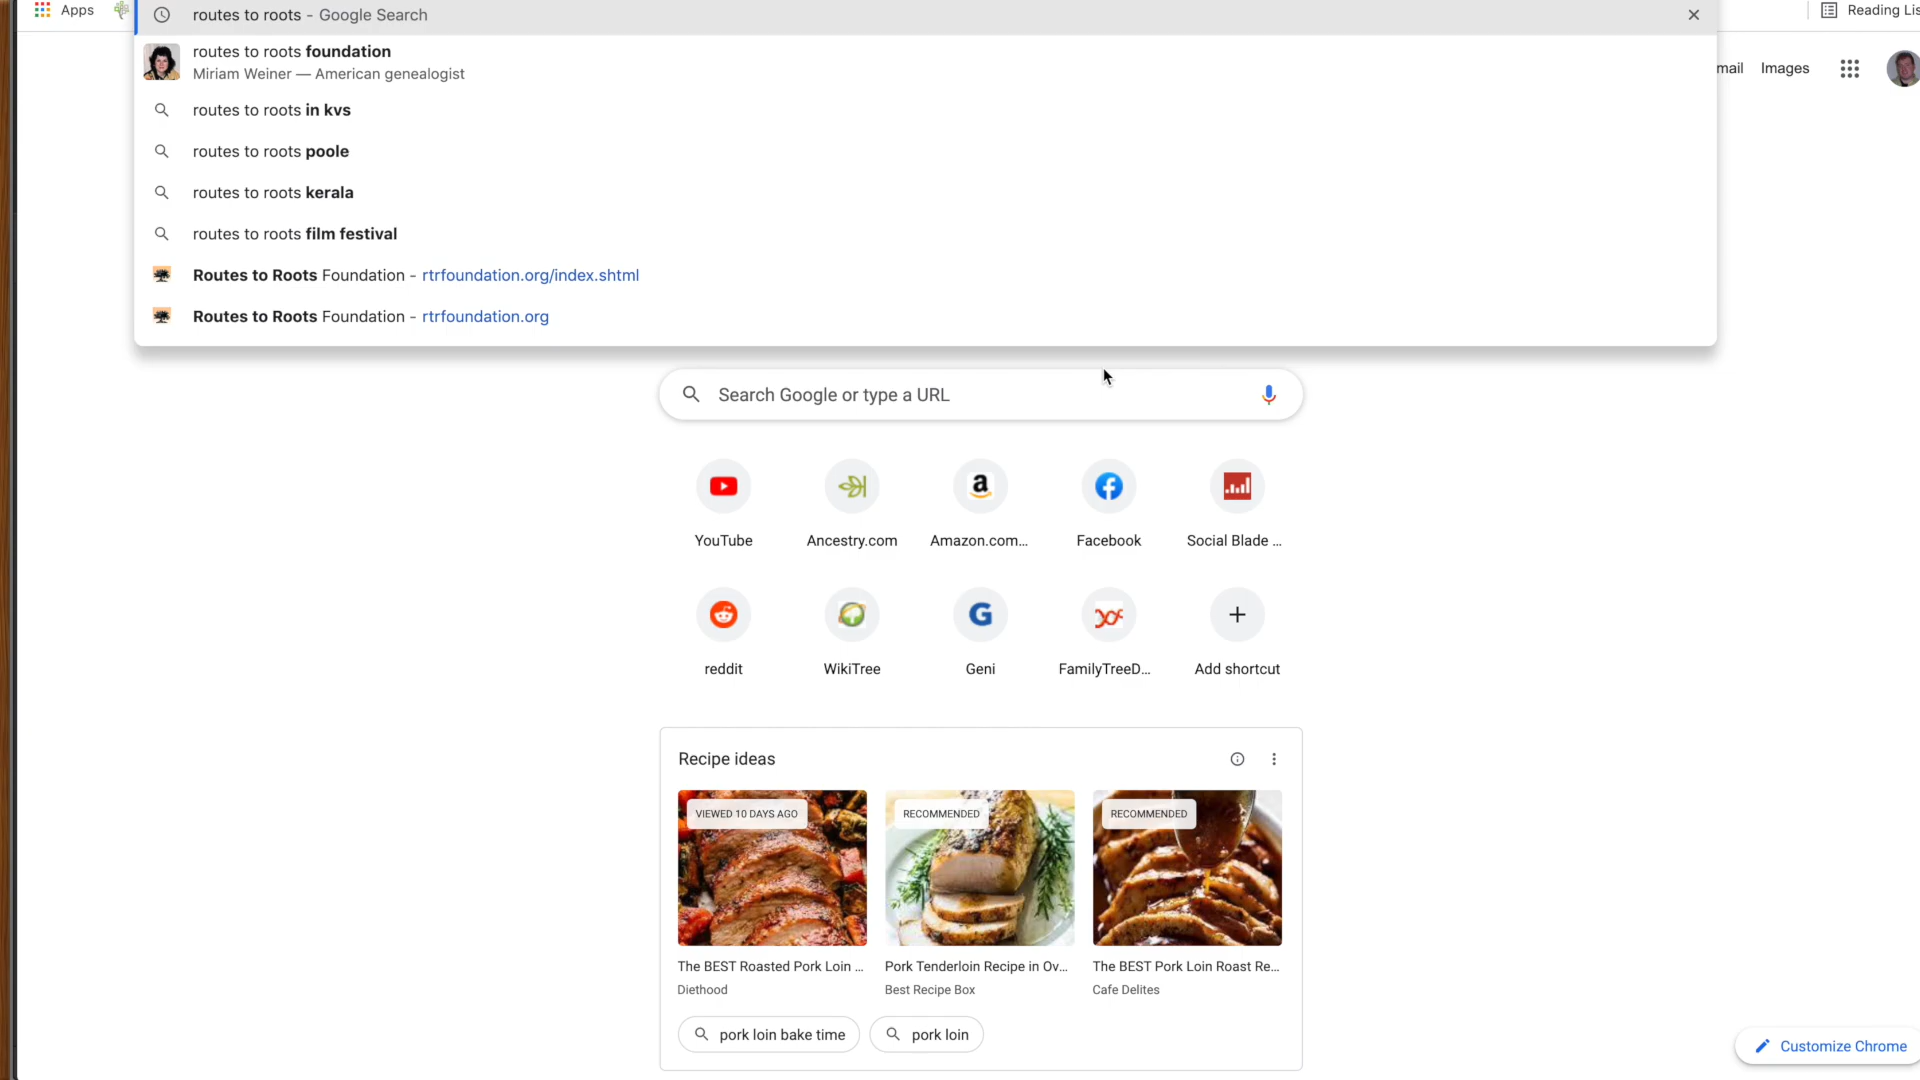 Apps
Reading Lis
routes to roots - Google Search
routes to roots foundation
Miriam Weiner — American genealogist
routes to roots in kvs
routes to roots poole
routes to roots kerala
routes to roots film festival
Routes to Roots Foundation - rtrfoundation.org/index.shtml
Routes to Roots Foundation - rtrfoundation.org
mail Images
Search Google or type a URL
YouTube Ancestry.com Amazon.com... Facebook Social Blade ...
reddit WikiTree Geni FamilyTreeD... Add shortcut
Recipe ideas
VIEWED 10 DAYS AGO RECOMMENDED RECOMMENDED
The BEST Roasted Pork Loin ... Pork Tenderloin Recipe in Ov... The BEST Pork Loin Roast Re...
Diethood Best Recipe Box Cafe Delites
pork loin bake time pork loin
Customize Chrome